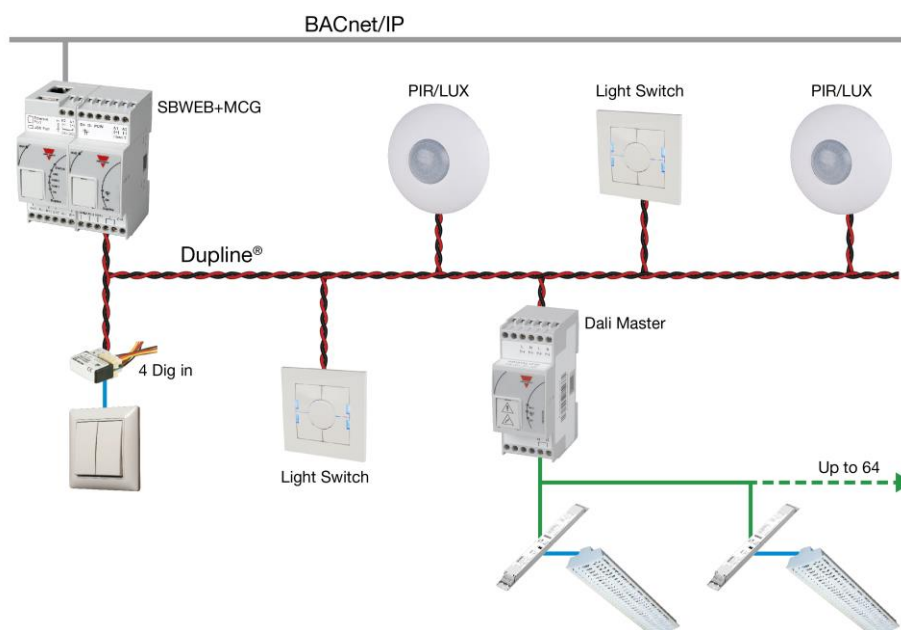 BACnet/IP
SBWEB+MCG
PIR/LUX
Light Switch
PIR/LUX
Dupline®
Dali Master
4 Dig in
Light Switch
Up to 64